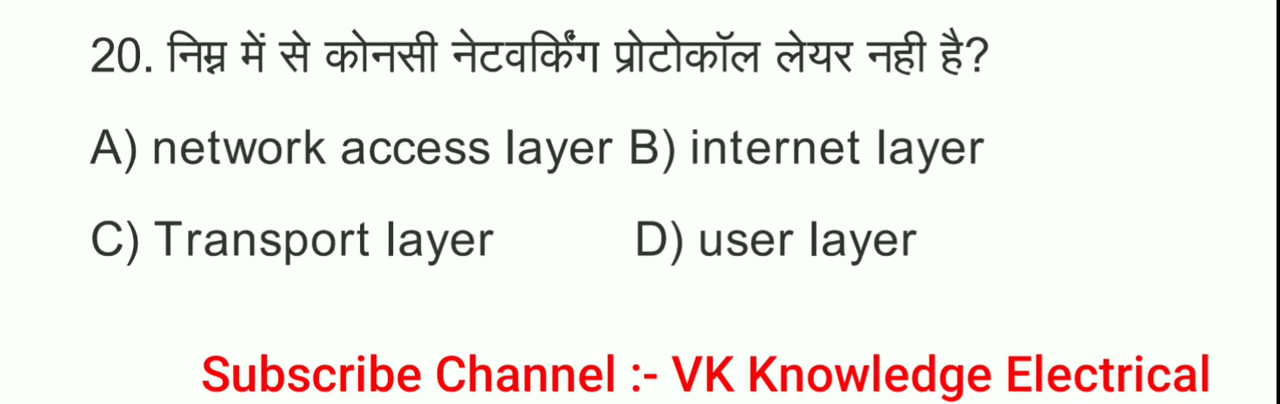 20. निम्न में से कोनसी नेटवर्किंग प्रोटोकॉल लेयर नही है?
A) network access layer B) internet layer
C) Transport layer D) user layer
Subscribe Channel :- VK Knowledge Electrical